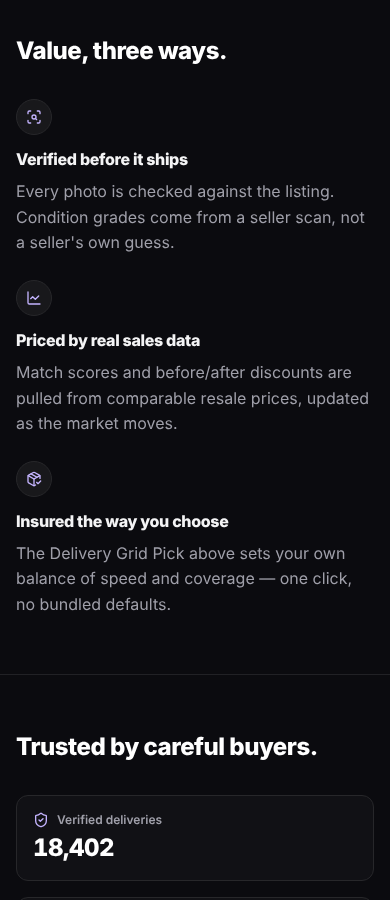 Value, three ways.
Verified before it ships
Every photo is checked against the listing.
Condition grades come from a seller scan, not
a seller's own guess.
Priced by real sales data
Match scores and before/after discounts are
pulled from comparable resale prices, updated
as the market moves.
Insured the way you choose
The Delivery Grid Pick above sets your own
balance of speed and coverage — one click,
no bundled defaults.
Trusted by careful buyers.
Verified deliveries
18,402